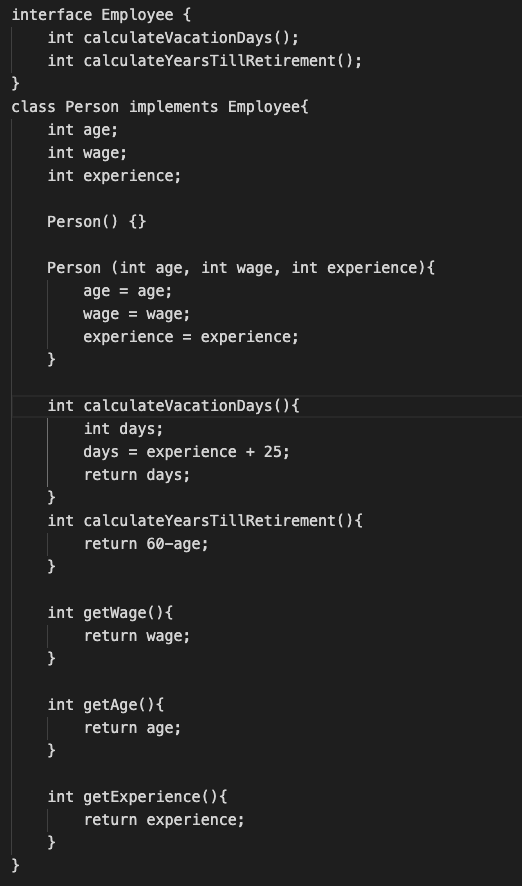 interface Employee {
    int calculateVacationDays();
    int calculateYearsTillRetirement();
}
class Person implements Employee{
    int age;
    int wage;
    int experience;

    Person() {}

    Person (int age, int wage, int experience){
        age = age;
        wage = wage;
        experience = experience;
    }

    int calculateVacationDays(){
        int days;
        days = experience + 25;
        return days;
    }
    int calculateYearsTillRetirement(){
        return 60-age;
    }

    int getWage(){
        return wage;
    }

    int getAge(){
        return age;
    }

    int getExperience(){
        return experience;
    }
}